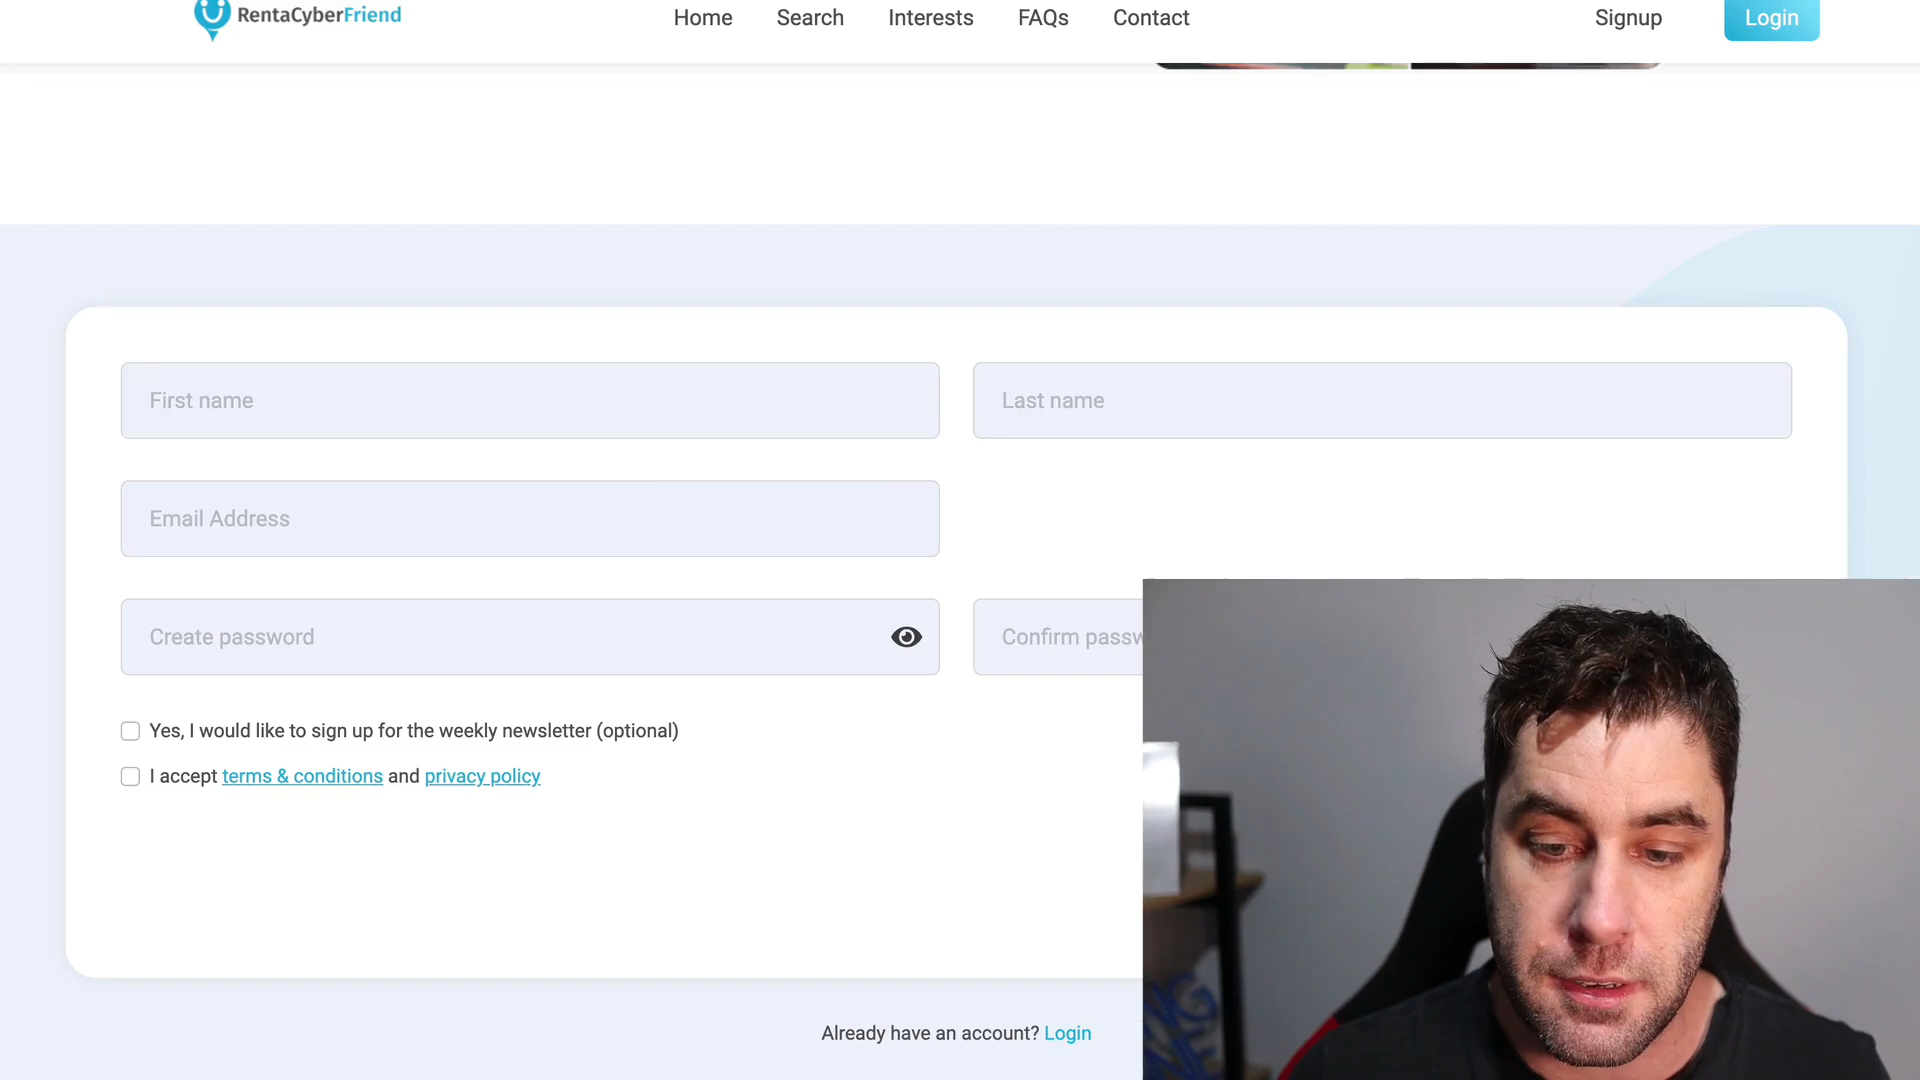 RentaCyberFriend
Home Search Interests FAQs Contact Signup Login
First name Last name
Email Address
Create password Confirm passw
Yes, I would like to sign up for the weekly newsletter (optional)
I accept terms & conditions and privacy policy
Already have an account? Login